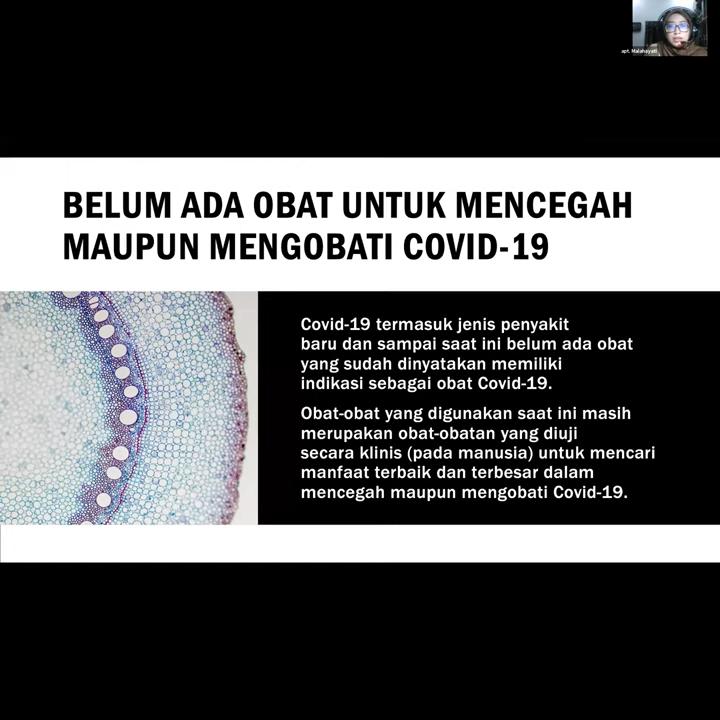 apt. Malahayati
BELUM ADA OBAT UNTUK MENCEGAH
MAUPUN MENGOBATI COVID-19
Covid-19 termasuk jenis penyakit
baru dan sampai saat ini belum ada obat
yang sudah dinyatakan memiliki
indikasi sebagai obat Covid-19.
Obat-obat yang digunakan saat ini masih
merupakan obat-obatan yang diuji
secara klinis (pada manusia) untuk mencari
manfaat terbaik dan terbesar dalam
mencegah maupun mengobati Covid-19.